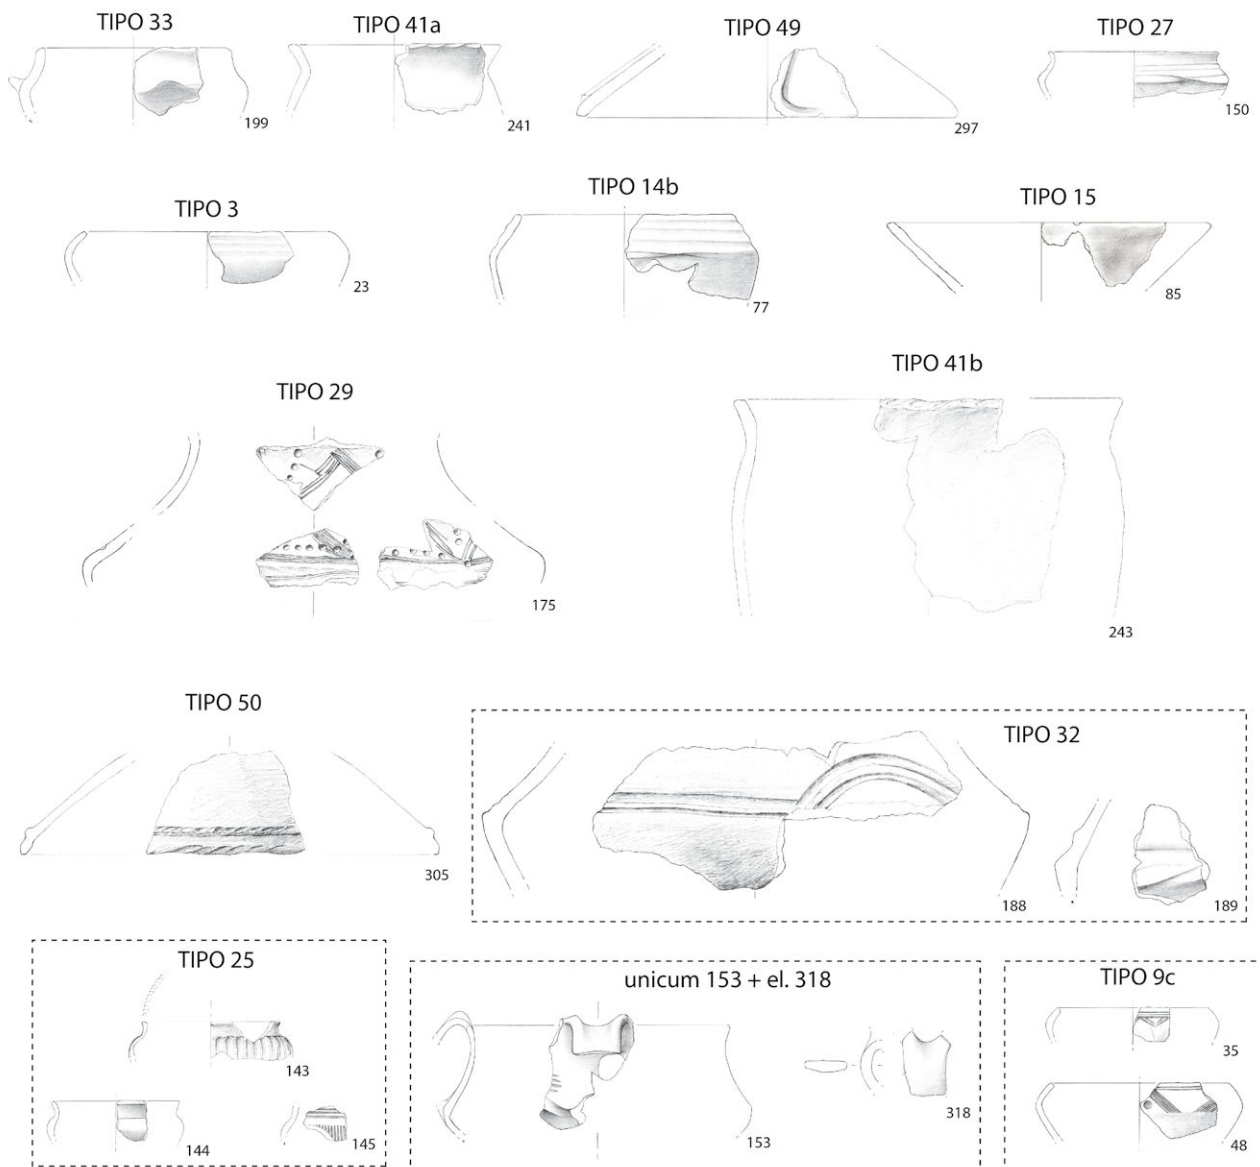 TIPO 33
199
TIPO 41a
241
TIPO 49
297
TIPO 27
150
TIPO 3
23
TIPO 14b
77
TIPO 15
85
TIPO 29
175
TIPO 41b
243
TIPO 50
305
TIPO 32
188
189
TIPO 25
143
144
145
unicum 153 + el. 318
153
318
TIPO 9c
35
48